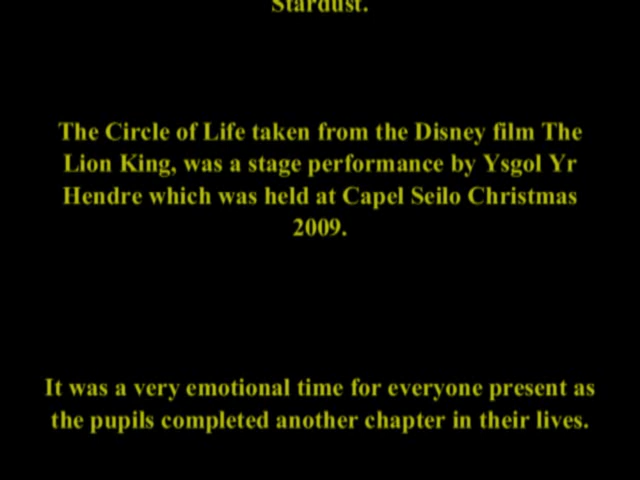 Stardust.
The Circle of Life taken from the Disney film The
Lion King, was a stage performance by Ysgol Yr
Hendre which was held at Capel Seilo Christmas
2009.
It was a very emotional time for everyone present as
the pupils completed another chapter in their lives.